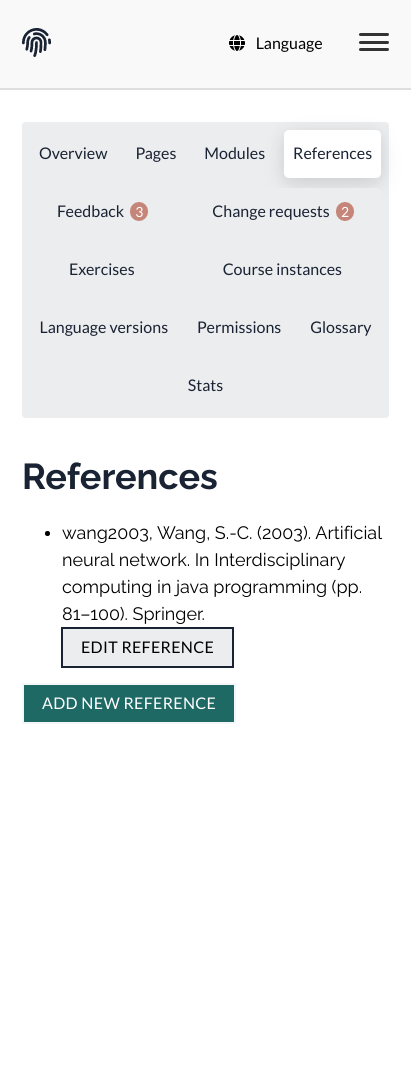 Language
Overview Pages Modules References
Feedback 3 Change requests 2
Exercises Course instances
Language versions Permissions Glossary
Stats
References
• wang2003, Wang, S.-C. (2003). Artificial
neural network. In Interdisciplinary
computing in java programming (pp.
81–100). Springer.
EDIT REFERENCE
ADD NEW REFERENCE